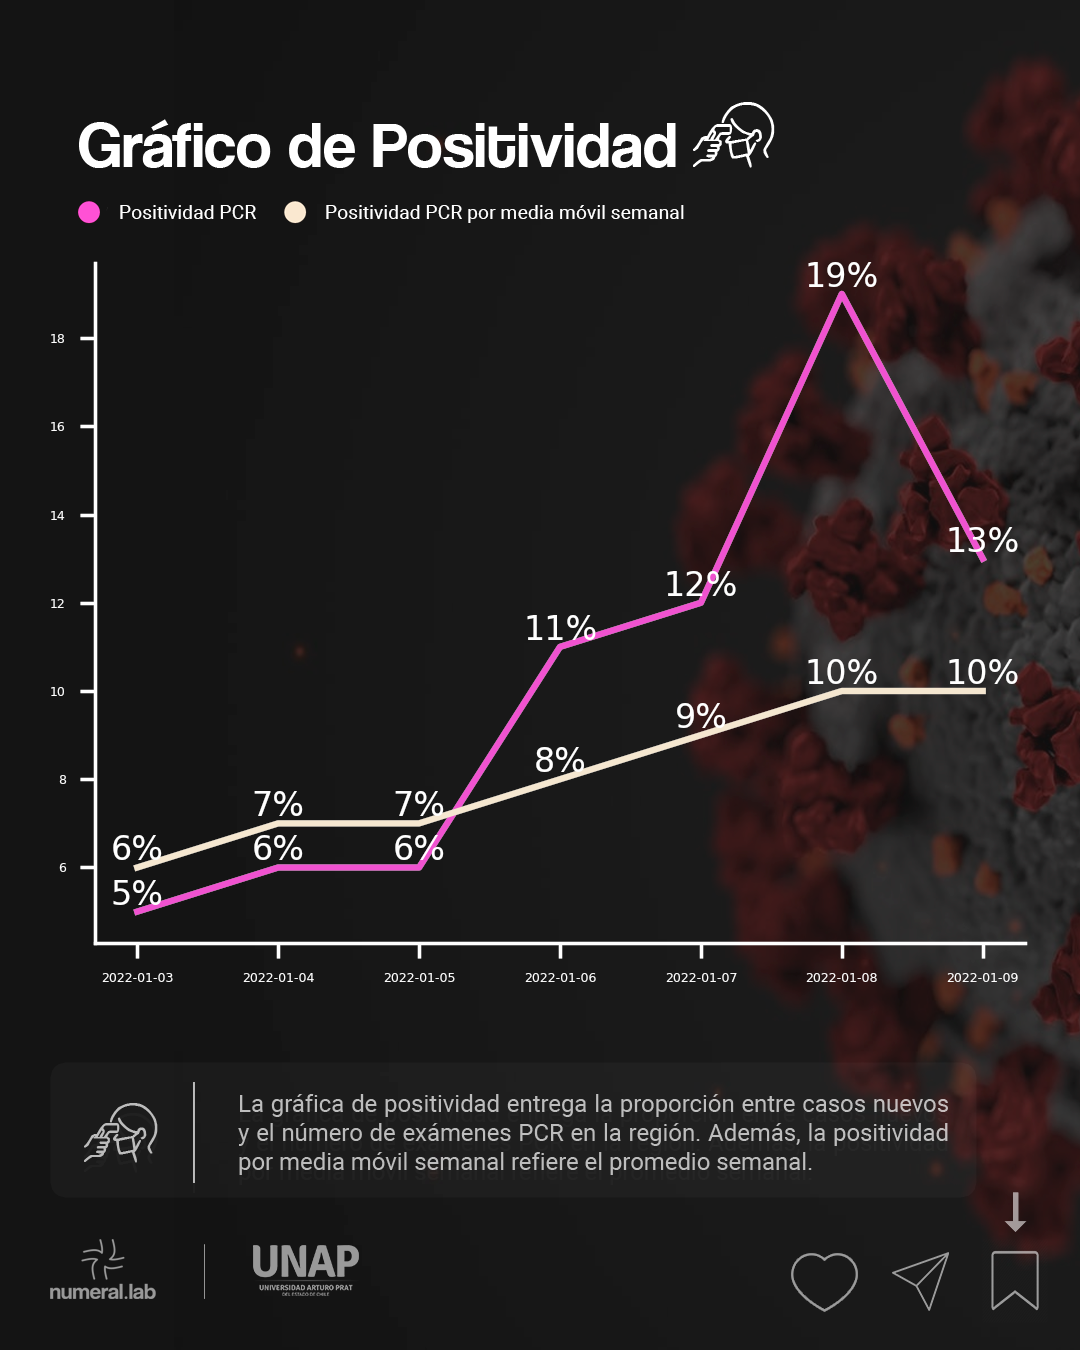 Gráfico de Positividad
Positividad PCR
Positividad PCR por media móvil semanal
19%
18
16
14
13%
12%
12
11%
10%
10%
10
9%
8%
8
7%
7%
6%
6%
6%
6
5%
2022-01-03
2022-01-04
2022-01-05
2022-01-06
2022-01-07
2022-01-08
2022-01-09
La gráfica de positividad entrega la proporción entre casos nuevos
y el número de exámenes PCR en la región. Además, la positividad
por media móvil semanal refiere el promedio semanal.
numeral.lab
UNAP
UNIVERSIDAD ARTURO PRAT
DEL ESTADO DE CHILE